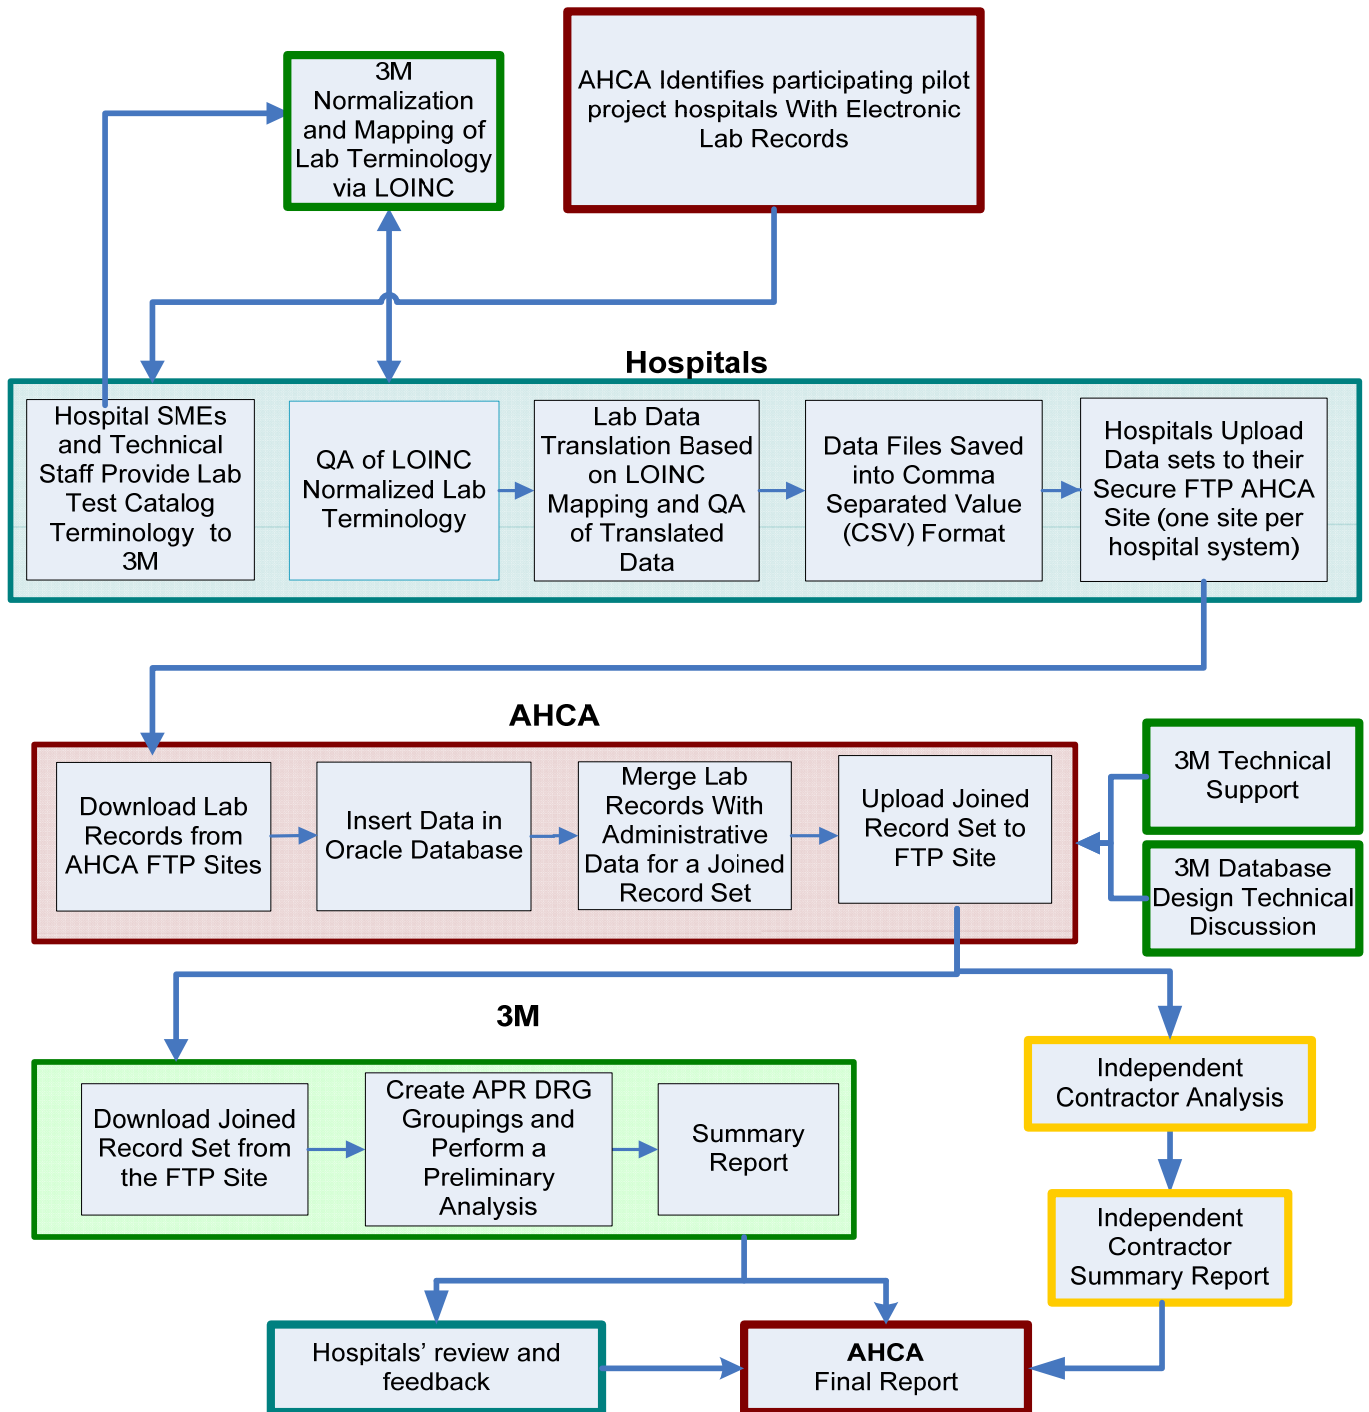 3M
Normalization
and Mapping of
Lab Terminology
via LOINC
AHCA Identifies participating pilot
project hospitals With Electronic
Lab Records
Hospitals
Hospital SMEs
and Technical
Staff Provide Lab
Test Catalog
Terminology to
3M
QA of LOINC
Normalized Lab
Terminology
Lab Data
Translation Based
on LOINC
Mapping and QA
of Translated
Data
Data Files Saved
into Comma
Separated Value
(CSV) Format
Hospitals Upload
Data sets to their
Secure FTP AHCA
Site (one site per
hospital system)
AHCA
Download Lab
Records from
AHCA FTP Sites
Insert Data in
Oracle Database
Merge Lab
Records With
Administrative
Data for a Joined
Record Set
Upload Joined
Record Set to
FTP Site
3M Technical
Support
3M Database
Design Technical
Discussion
3M
Download Joined
Record Set from
the FTP Site
Create APR DRG
Groupings and
Perform a
Preliminary
Analysis
Summary
Report
Independent
Contractor Analysis
Independent
Contractor
Summary Report
Hospitals’ review and
feedback
AHCA
Final Report